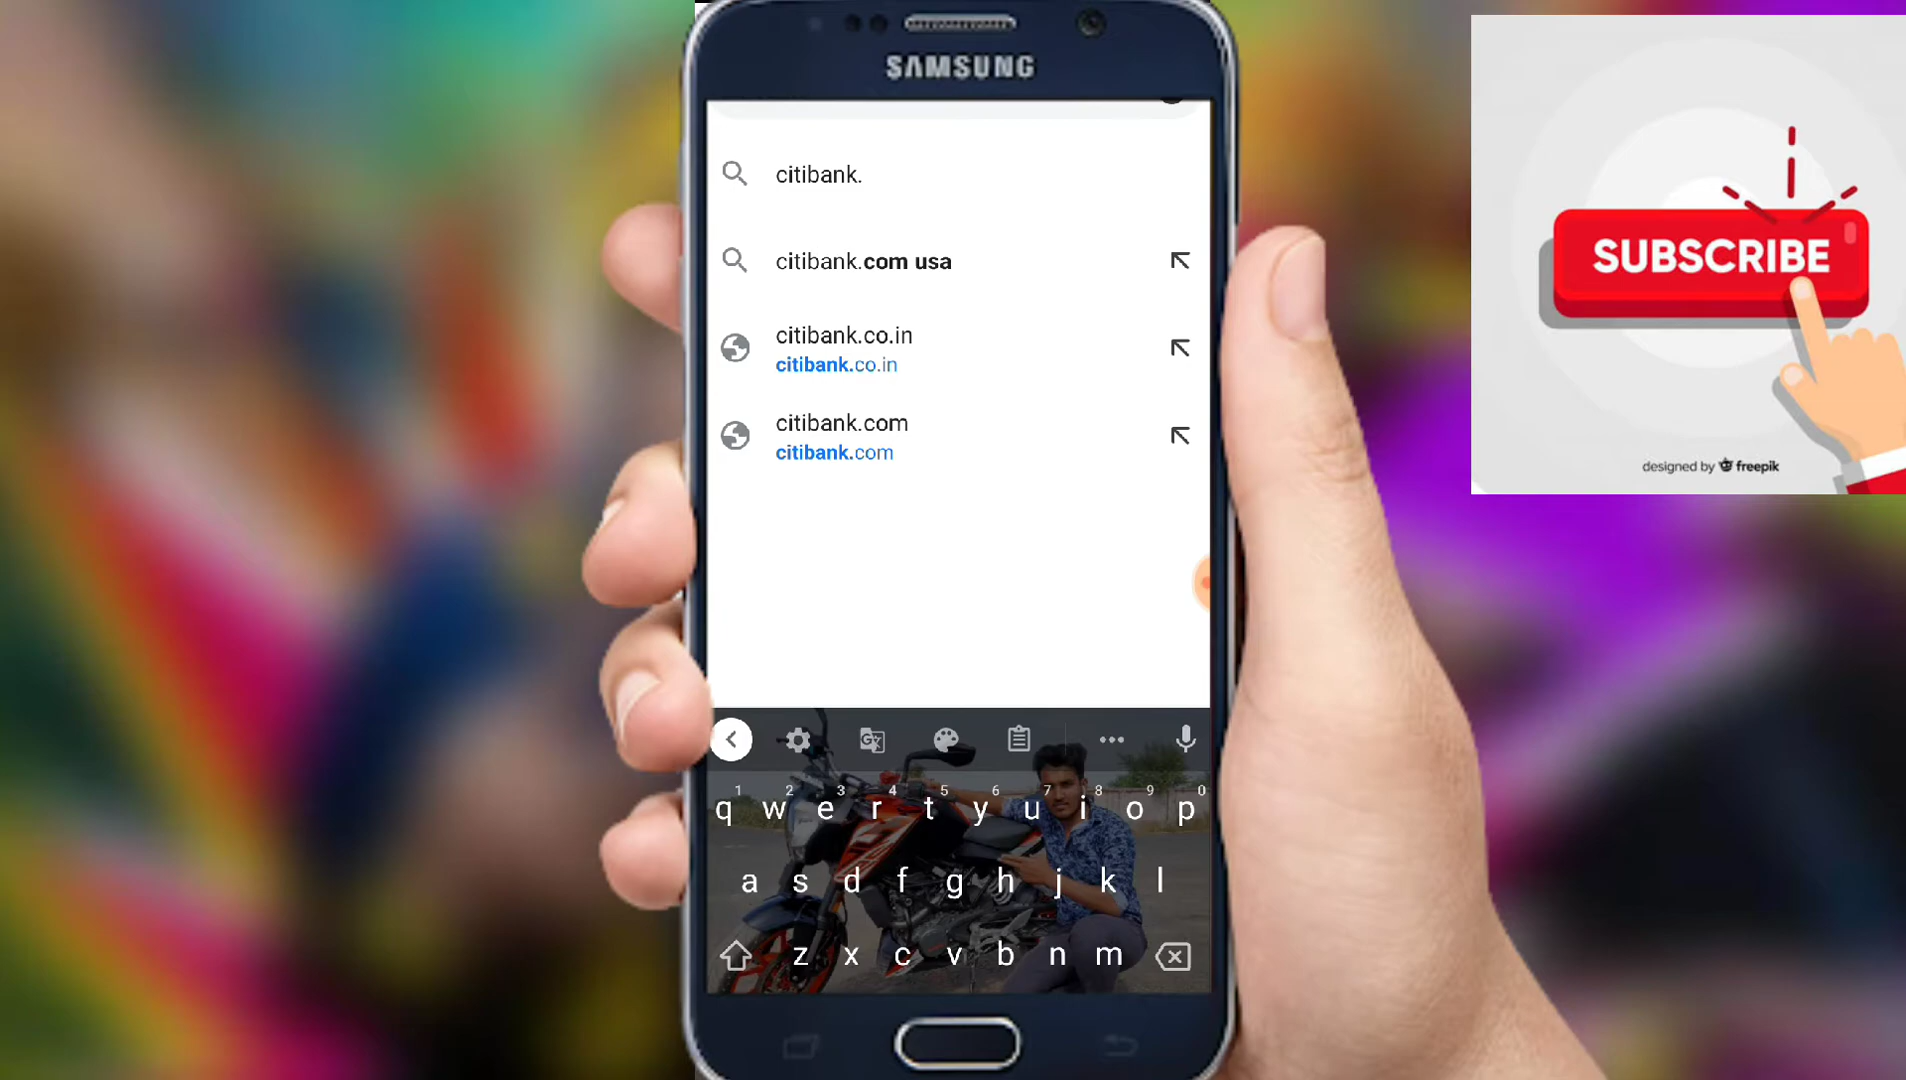 SAMSUNG
citibank.
citibank.com usa
citibank.co.in
citibank.co.in
citibank.com
citibank.com
1 2 3 4 5 6 7 8 9 0
q w e r t y u i o p
a s d f g h j k l
z x c v b n m
SUBSCRIBE
designed by freepik